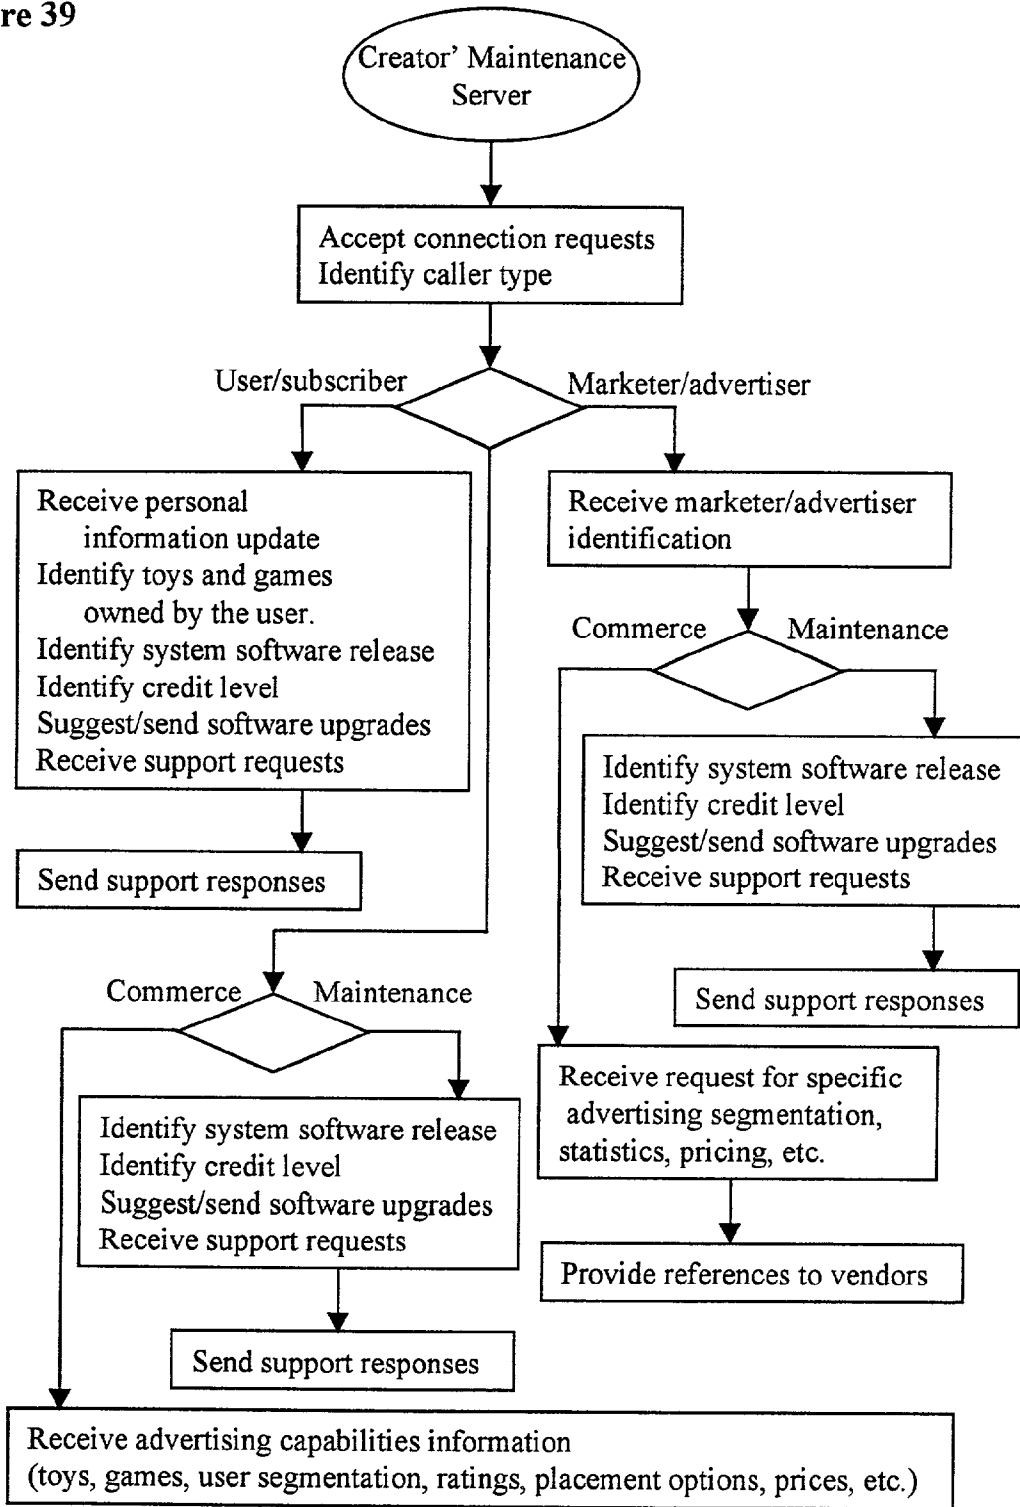 re 39
Creator' Maintenance
Server
Accept connection requests
Identify caller type
User/subscriber
Marketer/advertiser
Receive personal
information update
Identify toys and games
owned by the user.
Identify system software release
Identify credit level
Suggest/send software upgrades
Receive support requests
Send support responses
Receive marketer/advertiser
identification
Commerce
Maintenance
Identify system software release
Identify credit level
Suggest/send software upgrades
Receive support requests
Send support responses
Receive request for specific
advertising segmentation,
statistics, pricing, etc.
Provide references to vendors
Commerce
Maintenance
Identify system software release
Identify credit level
Suggest/send software upgrades
Receive support requests
Send support responses
Receive advertising capabilities information
(toys, games, user segmentation, ratings, placement options, prices, etc.)